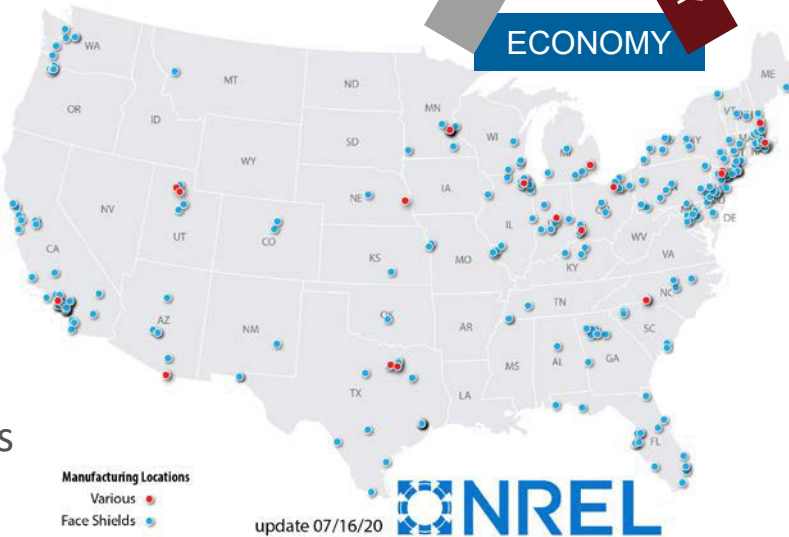 ECONOMY
WA
MT
ND
MN
ME
OR
ID
SD
WI
VT
NY
WY
MI
IA
NE
NV
UT
CO
IL
DE
CA
KS
MO
WV
VA
KY
NC
TN
AZ
NM
OK
AR
SC
MS
AL
GA
TX
LA
FL
s
Manufacturing Locations
Various
Face Shields
update 07/16/20
NREL